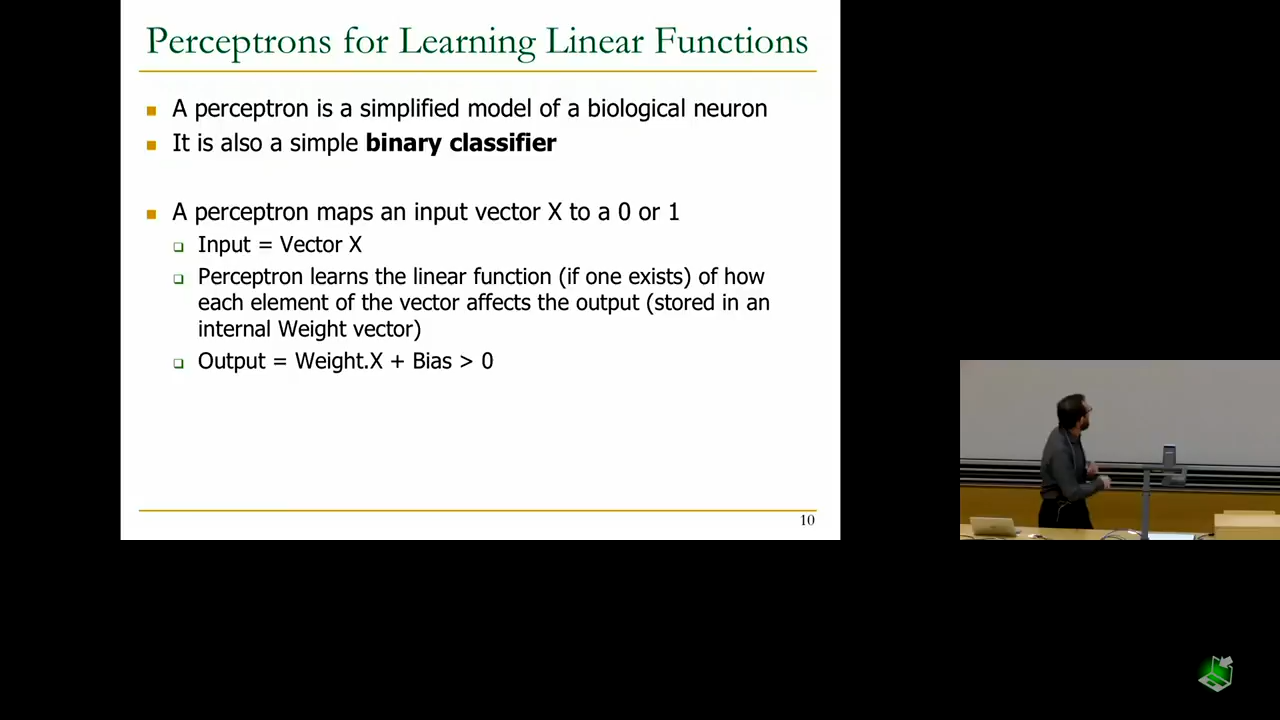 Perceptrons for Learning Linear Functions
A perceptron is a simplified model of a biological neuron
It is also a simple binary classifier
A perceptron maps an input vector X to a 0 or 1
Input = Vector X
Perceptron learns the linear function (if one exists) of how
each element of the vector affects the output (stored in an
internal Weight vector)
Output = Weight.X + Bias > 0
10